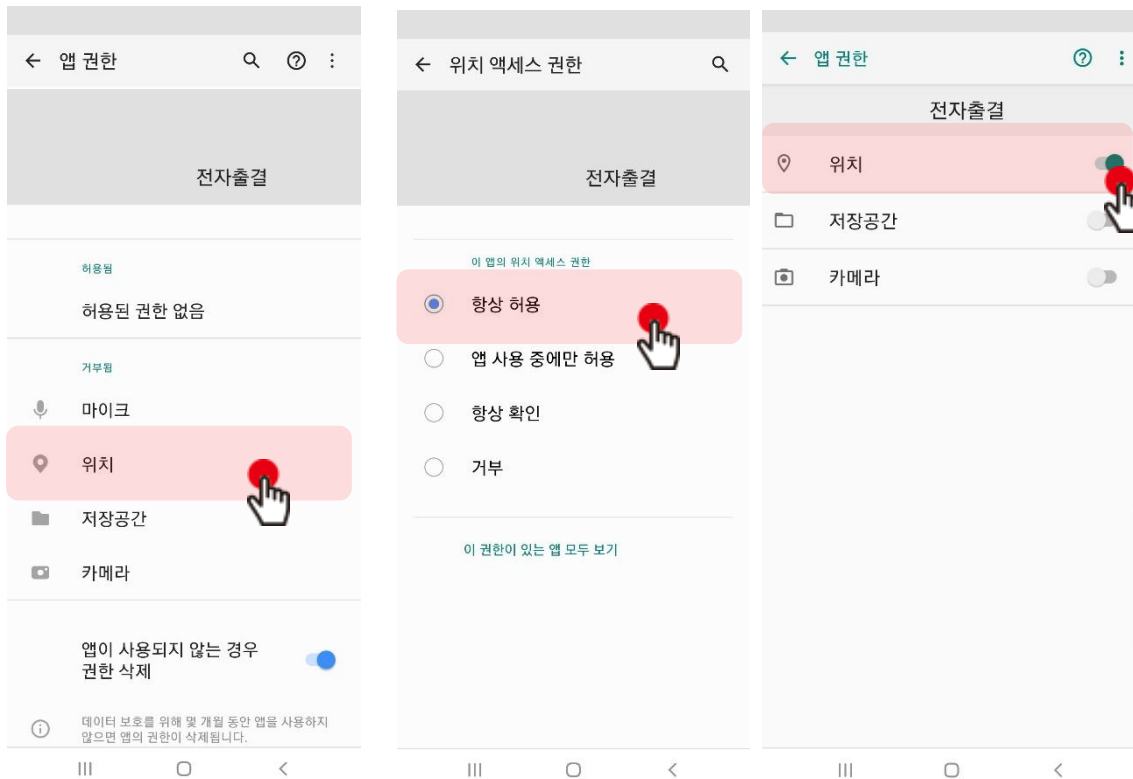 앱 권한
전자출결
허용됨
허용된 권한 없음
거부됨
마이크
위치
저장공간
카메라
앱이 사용되지 않는 경우
권한 삭제
데이터 보호를 위해 몇 개월 동안 앱을 사용하지
않으면 앱의 권한이 삭제됩니다.
위치 액세스 권한
전자출결
이 앱의 위치 액세스 권한
항상 허용
앱 사용 중에만 허용
항상 확인
거부
이 권한이 있는 앱 모두 보기
앱 권한
전자출결
위치
저장공간
카메라